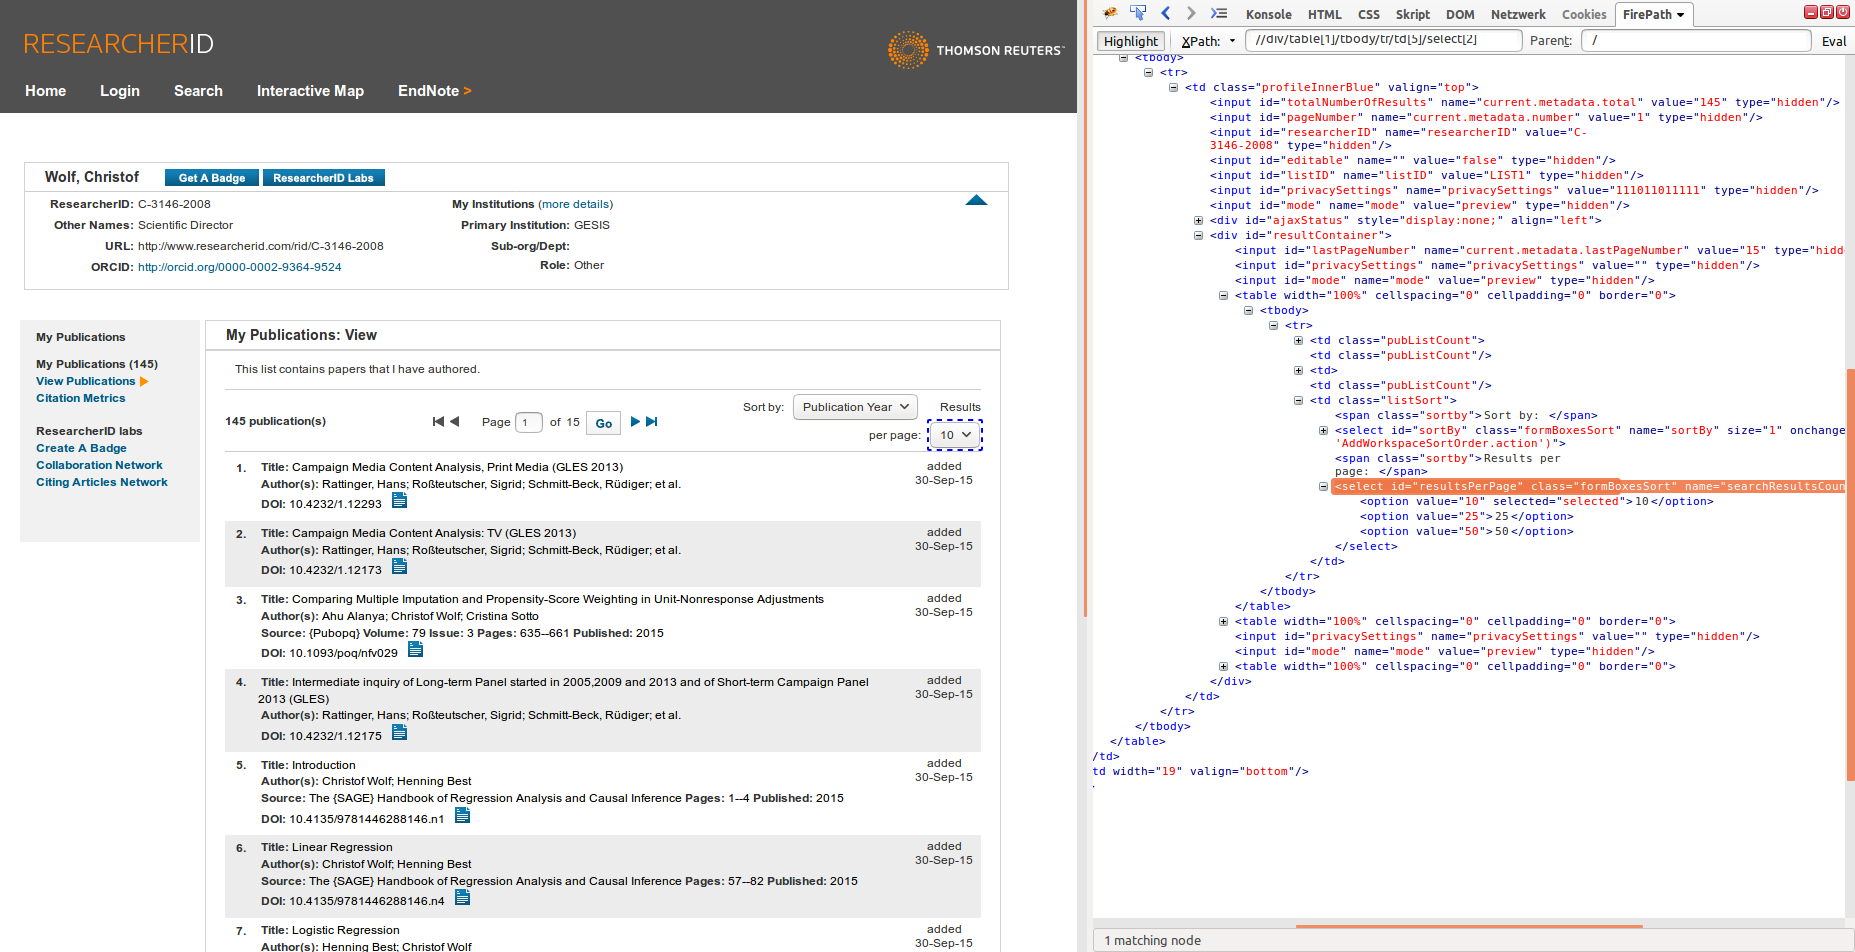 RESEARCHERID
THOMSON REUTERS
Home Login Search Interactive Map EndNote >
Wolf, Christof Get A Badge ResearcherID Labs
ResearcherID: C-3146-2008
Other Names: Scientific Director
URL: http://www.researcherid.com/rid/C-3146-2008
ORCID: http://orcid.org/0000-0002-9364-9524
My Institutions (more details)
Primary Institution: GESIS
Sub-org/Dept:
Role: Other
My Publications
My Publications (145)
View Publications
Citation Metrics
ResearcherID labs
Create A Badge
Collaboration Network
Citing Articles Network
My Publications: View
This list contains papers that I have authored.
145 publication(s)
Page 1 of 15 Go
Sort by: Publication Year Results
per page: 10
1. Title: Campaign Media Content Analysis, Print Media (GLES 2013)
Author(s): Rattinger, Hans; Roßteutscher, Sigrid; Schmitt-Beck, Rüdiger; et al.
DOI: 10.4232/1.12293
added
30-Sep-15
2. Title: Campaign Media Content Analysis: TV (GLES 2013)
Author(s): Rattinger, Hans; Roßteutscher, Sigrid; Schmitt-Beck, Rüdiger; et al.
DOI: 10.4232/1.12173
added
30-Sep-15
3. Title: Comparing Multiple Imputation and Propensity-Score Weighting in Unit-Nonresponse Adjustments
Author(s): Ahu Alanya; Christof Wolf; Cristina Sotto
Source: {Pubopq} Volume: 79 Issue: 3 Pages: 635--661 Published: 2015
DOI: 10.1093/poq/nfv029
added
30-Sep-15
4. Title: Intermediate inquiry of Long-term Panel started in 2005,2009 and 2013 and of Short-term Campaign Panel
2013 (GLES)
Author(s): Rattinger, Hans; Roßteutscher, Sigrid; Schmitt-Beck, Rüdiger; et al.
DOI: 10.4232/1.12175
added
30-Sep-15
5. Title: Introduction
Author(s): Christof Wolf; Henning Best
Source: The {SAGE} Handbook of Regression Analysis and Causal Inference Pages: 1--4 Published: 2015
DOI: 10.4135/9781446288146.n1
added
30-Sep-15
6. Title: Linear Regression
Author(s): Christof Wolf; Henning Best
Source: The {SAGE} Handbook of Regression Analysis and Causal Inference Pages: 57--82 Published: 2015
DOI: 10.4135/9781446288146.n4
added
30-Sep-15
7. Title: Logistic Regression
Author(s): Henning Best; Christof Wolf
added
30-Sep-15
Konsole HTML CSS Skript DOM Netzwerk Cookies FirePath
Highlight XPath: //div/table[1]/tbody/tr/td[5]/select[2] Parent: / Eval
<tbody>
<tr>
<td class="profileInnerBlue" valign="top">
<input id="totalNumberOfResults" name="current.metadata.total" value="145" type="hidden"/>
<input id="pageNumber" name="current.metadata.number" value="1" type="hidden"/>
<input id="researcherID" name="researcherID" value="C-
3146-2008" type="hidden"/>
<input id="editable" name="" value="false" type="hidden"/>
<input id="listID" name="listID" value="LIST1" type="hidden"/>
<input id="privacySettings" name="privacySettings" value="111011011111" type="hidden"/>
<input id="mode" name="mode" value="preview" type="hidden"/>
<div id="ajaxStatus" style="display:none;" align="left">
<div id="resultContainer">
<input id="lastPageNumber" name="current.metadata.lastPageNumber" value="15" type="hidd
<input id="privacySettings" name="privacySettings" value="" type="hidden"/>
<input id="mode" name="mode" value="preview" type="hidden"/>
<table width="100%" cellspacing="0" cellpadding="0" border="0">
<tbody>
<tr>
<td class="pubListCount">
<td class="pubListCount"/>
<td>
<td class="pubListCount"/>
<td class="listSort">
<span class="sortby">Sort by: </span>
<select id="sortBy" class="formBoxesSort" name="sortBy" size="1" onchange
'AddWorkspaceSortOrder.action')">
<span class="sortby">Results per
page: </span>
<select id="resultsPerPage" class="formBoxesSort" name="searchResultsCoun
<option value="10" selected="selected">10</option>
<option value="25">25</option>
<option value="50">50</option>
</select>
</td>
</tr>
</tbody>
</table>
<table width="100%" cellspacing="0" cellpadding="0" border="0">
<input id="privacySettings" name="privacySettings" value="" type="hidden"/>
<input id="mode" name="mode" value="preview" type="hidden"/>
<table width="100%" cellspacing="0" cellpadding="0" border="0">
</div>
</td>
</tr>
</tbody>
</table>
/td>
td width="19" valign="bottom"/>
1 matching node